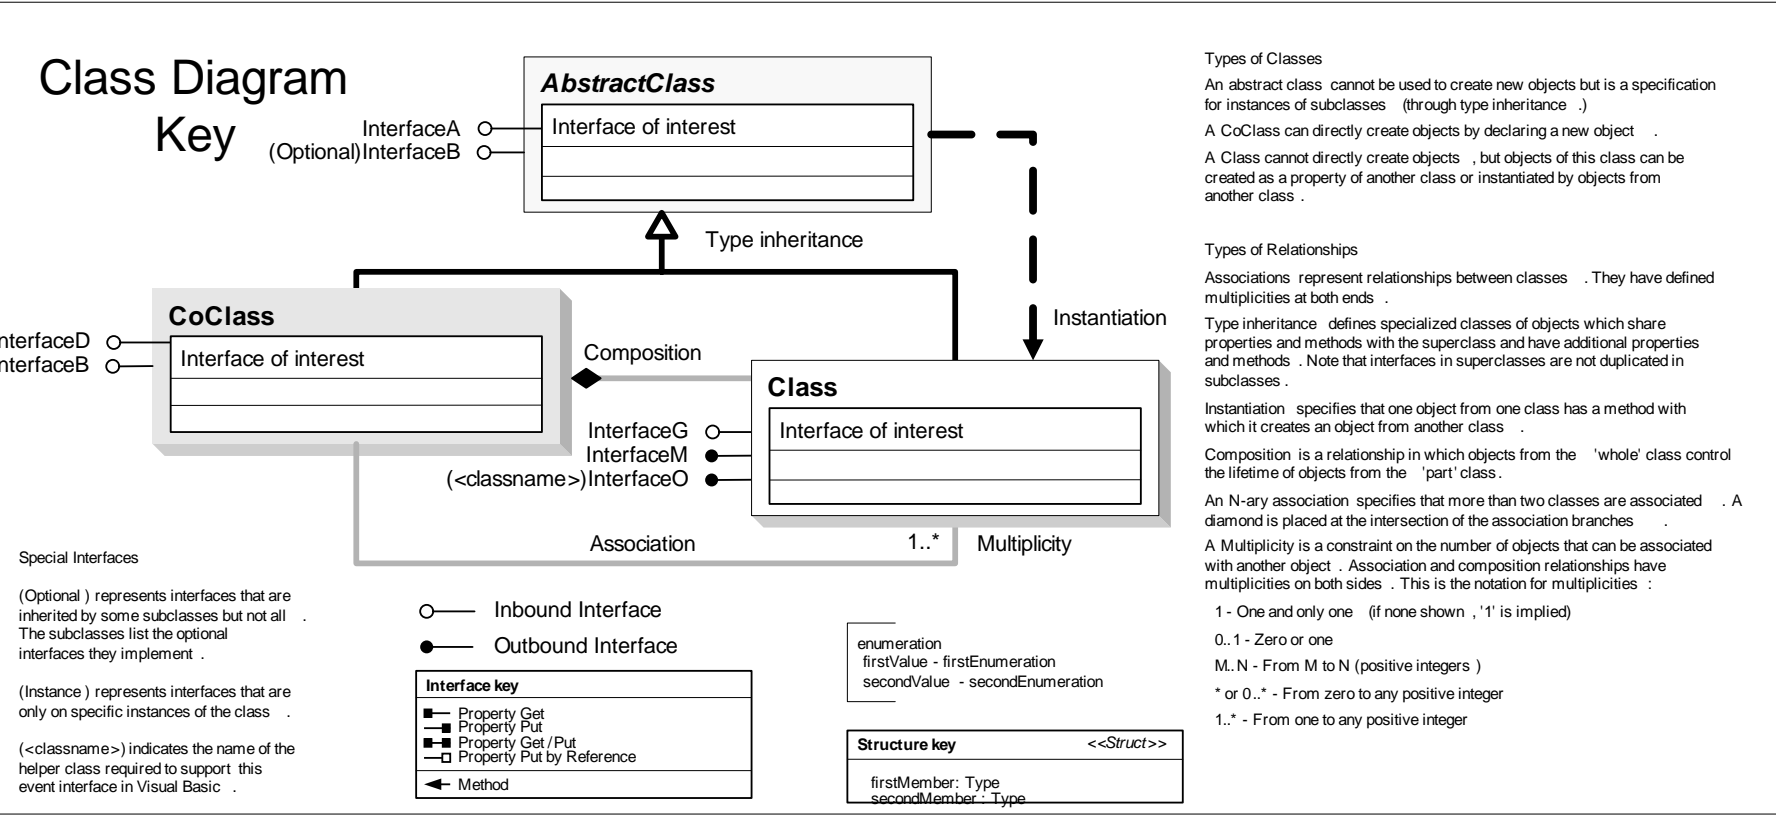 Class Diagram
Key
AbstractClass
Interface of interest
InterfaceA
(Optional)InterfaceB
Type inheritance
CoClass
Interface of interest
nterfaceD
nterfaceB
Composition
Instantiation
Class
Interface of interest
InterfaceG
InterfaceM
(<classname>)InterfaceO
Association
1..*
Multiplicity
Special Interfaces
(Optional ) represents interfaces that are
inherited by some subclasses but not all .
The subclasses list the optional
interfaces they implement .
(Instance ) represents interfaces that are
only on specific instances of the class .
(<classname>) indicates the name of the
helper class required to support this
event interface in Visual Basic .
Inbound Interface
Outbound Interface
Interface key
Property Get
Property Put
Property Get / Put
Property Put by Reference
Method
enumeration
firstValue - firstEnumeration
secondValue - secondEnumeration
Structure key <<Struct>>
firstMember: Type
secondMember : Type
Types of Classes
An abstract class cannot be used to create new objects but is a specification
for instances of subclasses (through type inheritance .)
A CoClass can directly create objects by declaring a new object .
A Class cannot directly create objects , but objects of this class can be
created as a property of another class or instantiated by objects from
another class .
Types of Relationships
Associations represent relationships between classes . They have defined
multiplicities at both ends .
Type inheritance defines specialized classes of objects which share
properties and methods with the superclass and have additional properties
and methods . Note that interfaces in superclasses are not duplicated in
subclasses .
Instantiation specifies that one object from one class has a method with
which it creates an object from another class .
Composition is a relationship in which objects from the 'whole' class control
the lifetime of objects from the 'part' class .
An N-ary association specifies that more than two classes are associated . A
diamond is placed at the intersection of the association branches .
A Multiplicity is a constraint on the number of objects that can be associated
with another object . Association and composition relationships have
multiplicities on both sides . This is the notation for multiplicities :
1 - One and only one (if none shown , '1' is implied)
0..1 - Zero or one
M..N - From M to N (positive integers )
* or 0..* - From zero to any positive integer
1..* - From one to any positive integer